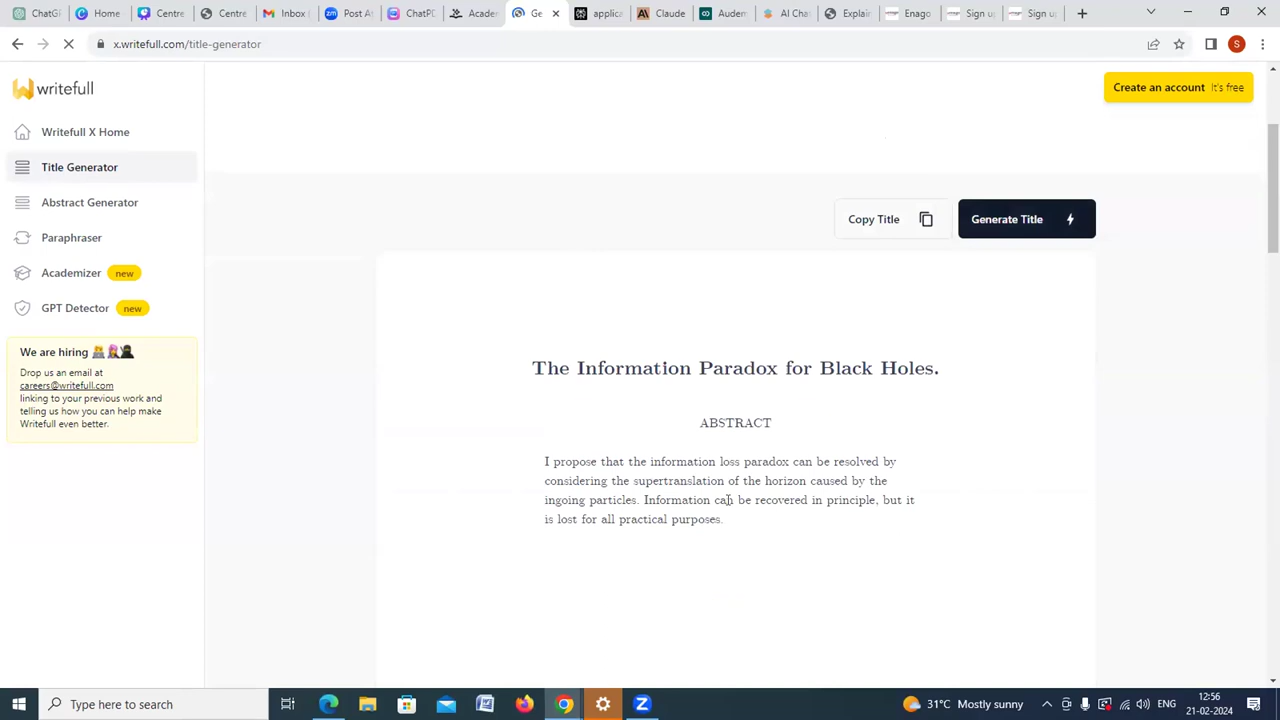 ChatG
Home
Centre
Centr
Inbox (
Post A
ChatPD
Acade
Ge
applica
Claude
Auden
AI Chat
Explain
Enago
Sign u
Sign u
x.writefull.com/title-generator
S
writefull
Create an account It's free
Writefull X Home
Title Generator
Abstract Generator
Paraphraser
Academizer new
GPT Detector new
We are hiring
Drop us an email at
careers@writefull.com
linking to your previous work and
telling us how you can help make
Writefull even better.
Copy Title
Generate Title
The Information Paradox for Black Holes.
ABSTRACT
I propose that the information loss paradox can be resolved by
considering the supertranslation of the horizon caused by the
ingoing particles. Information can be recovered in principle, but it
is lost for all practical purposes.
Type here to search
31°C Mostly sunny
ENG
12:56
21-02-2024